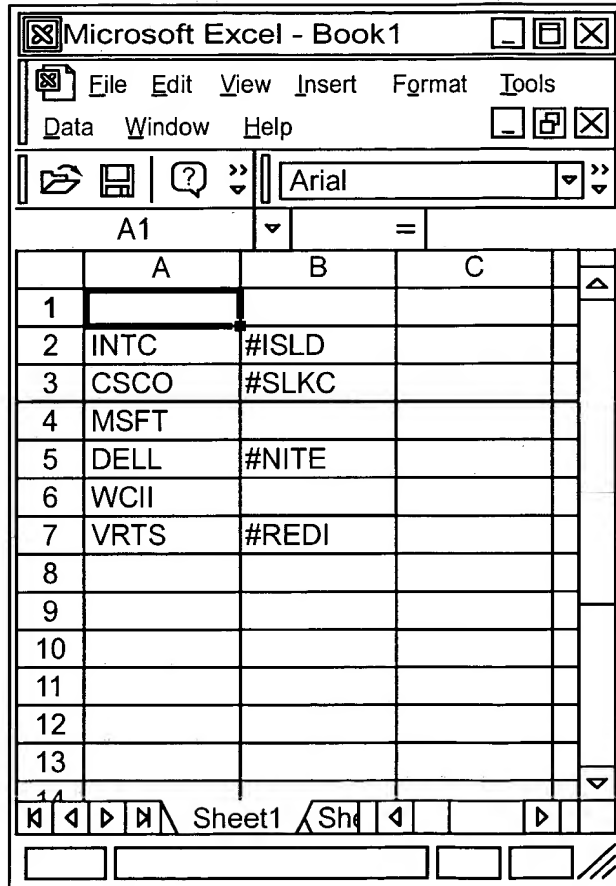 Microsoft Excel - Book1
File Edit View Insert Format Tools
Data Window Help
Arial
A1 =
A B C
1
2 INTC #ISLD
3 CSCO #SLKC
4 MSFT
5 DELL #NITE
6 WCII
7 VRTS #REDI
8
9
10
11
12
13
14
Sheet1 She